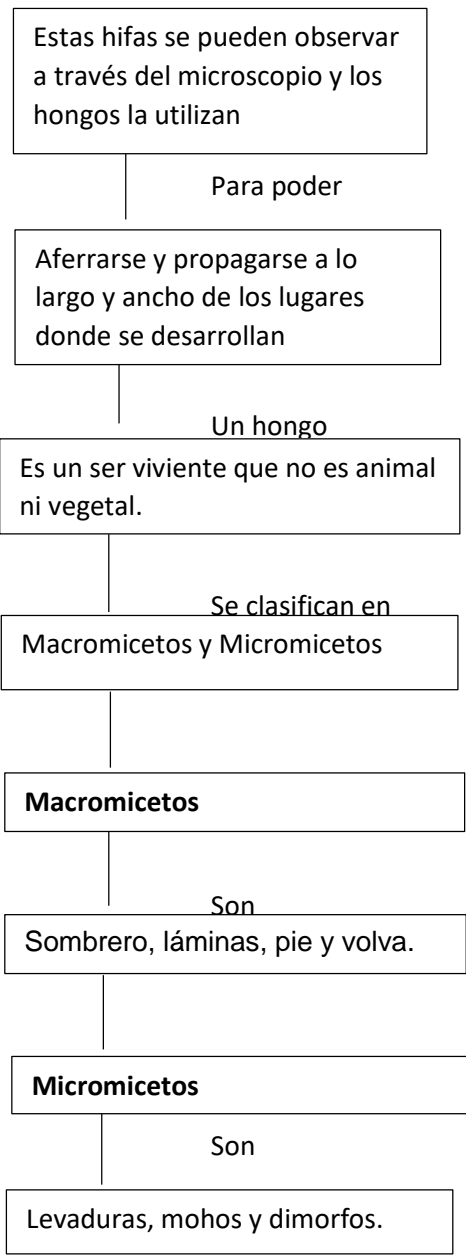 Estas hifas se pueden observar
a través del microscopio y los
hongos la utilizan
Para poder
Aferrarse y propagarse a lo
largo y ancho de los lugares
donde se desarrollan
Un hongo
Es un ser viviente que no es animal
ni vegetal.
Se clasifican en
Macromicetos y Micromicetos
Macromicetos
Son
Sombrero, láminas, pie y volva.
Micromicetos
Son
Levaduras, mohos y dimorfos.